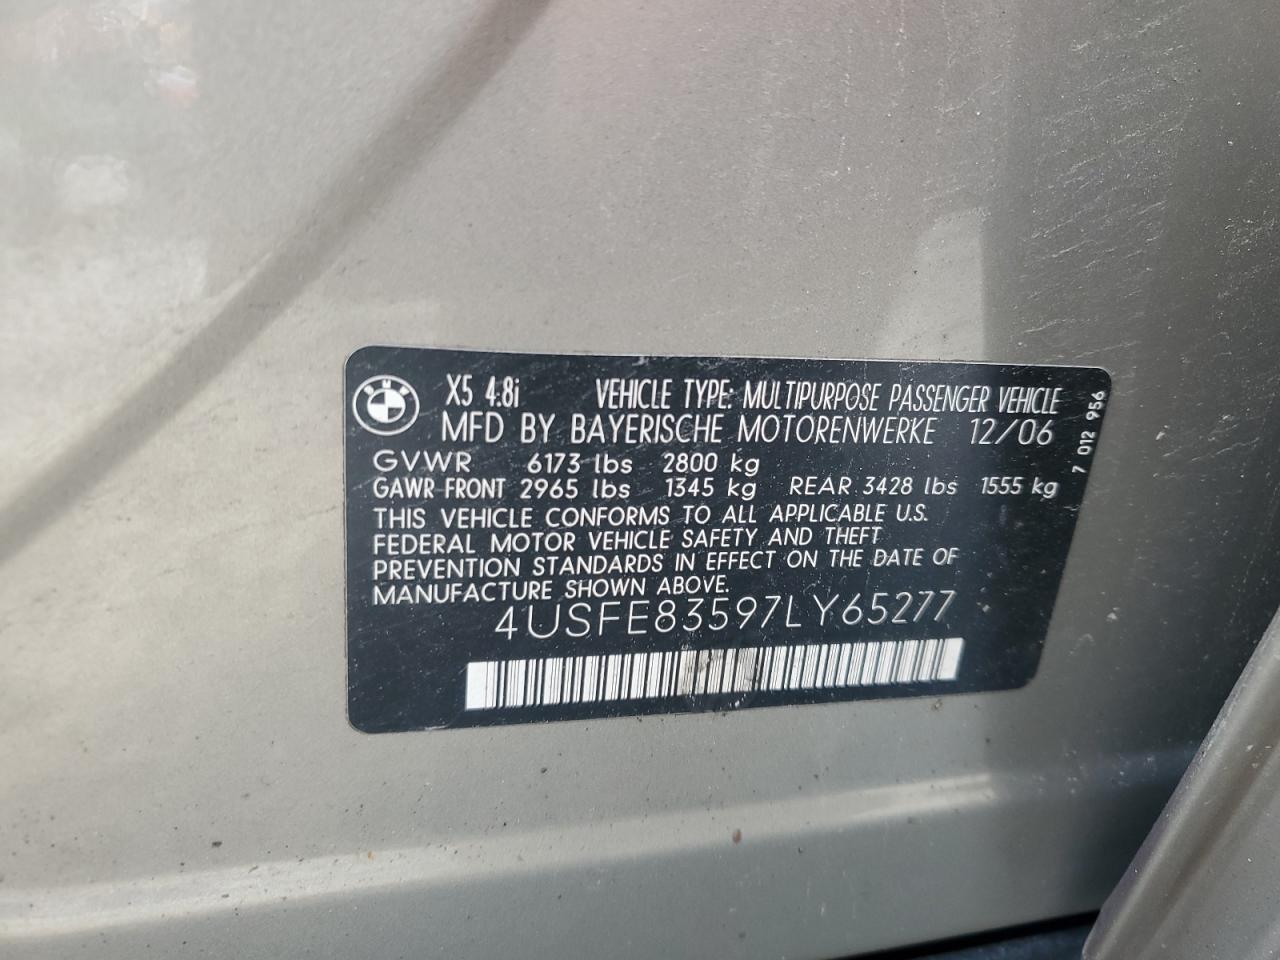 BMW
X5 4.8i VEHICLE TYPE: MULTIPURPOSE PASSENGER VEHICLE
MFD BY BAYERISCHE MOTORENWERKE 12/06
GVWR 6173 lbs 2800 kg
GAWR FRONT 2965 lbs 1345 kg REAR 3428 lbs 1555 kg
THIS VEHICLE CONFORMS TO ALL APPLICABLE U.S.
FEDERAL MOTOR VEHICLE SAFETY AND THEFT
PREVENTION STANDARDS IN EFFECT ON THE DATE OF
MANUFACTURE SHOWN ABOVE.
4USFE83597LY65277
7 012 956